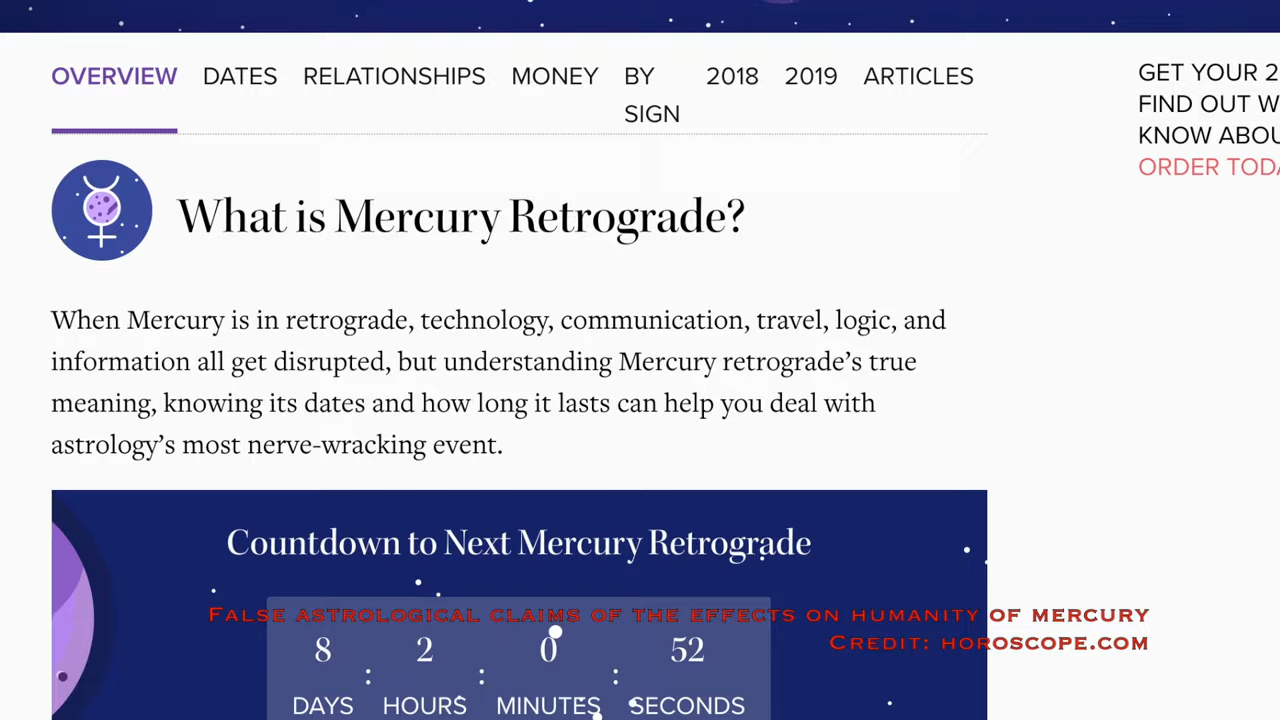 OVERVIEW DATES RELATIONSHIPS MONEY BY SIGN 2018 2019 ARTICLES
GET YOUR 2
FIND OUT W
KNOW ABOU
ORDER TODA
What is Mercury Retrograde?
When Mercury is in retrograde, technology, communication, travel, logic, and
information all get disrupted, but understanding Mercury retrograde’s true
meaning, knowing its dates and how long it lasts can help you deal with
astrology’s most nerve-wracking event.
Countdown to Next Mercury Retrograde
False astrological claims of the effects on humanity of mercury
Credit: horoscope.com
8 : 2 : 0 : 52
DAYS HOURS MINUTES SECONDS